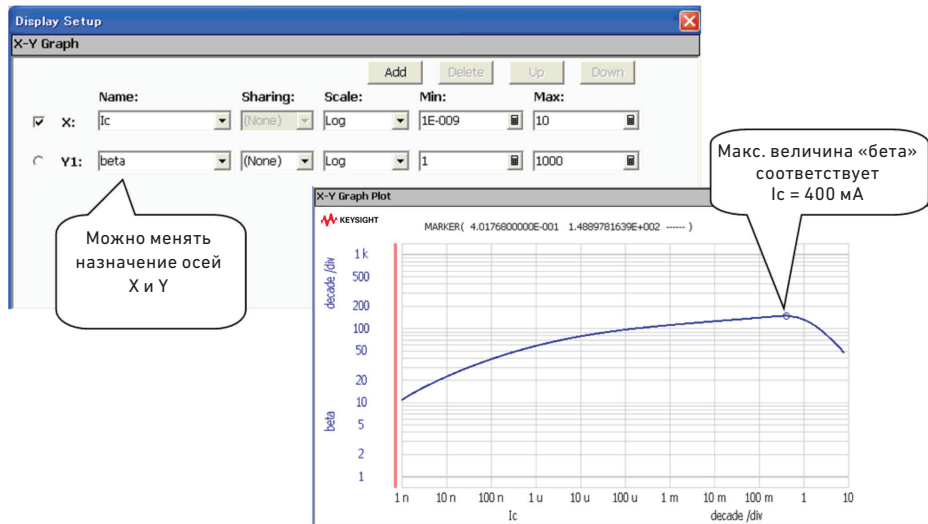 Display Setup
X-Y Graph
Add Delete Up Down
Name: Sharing: Scale: Min: Max:
X: Ic (None) Log 1E-009 10
Y1: beta (None) Log 1 1000
Можно менять
назначение осей
X и Y
Макс. величина «бета»
соответствует
Ic = 400 мА
X-Y Graph Plot
KEYSIGHT
MARKER( 4.0176800000E-001 1.4889781639E+002 ------ )
decade /div
beta
1 k
500
200
100
50
20
10
5
2
1
1 n 10 n 100 n 1 u 10 u 100 u 1 m 10 m 100 m 1 10
Ic decade /div